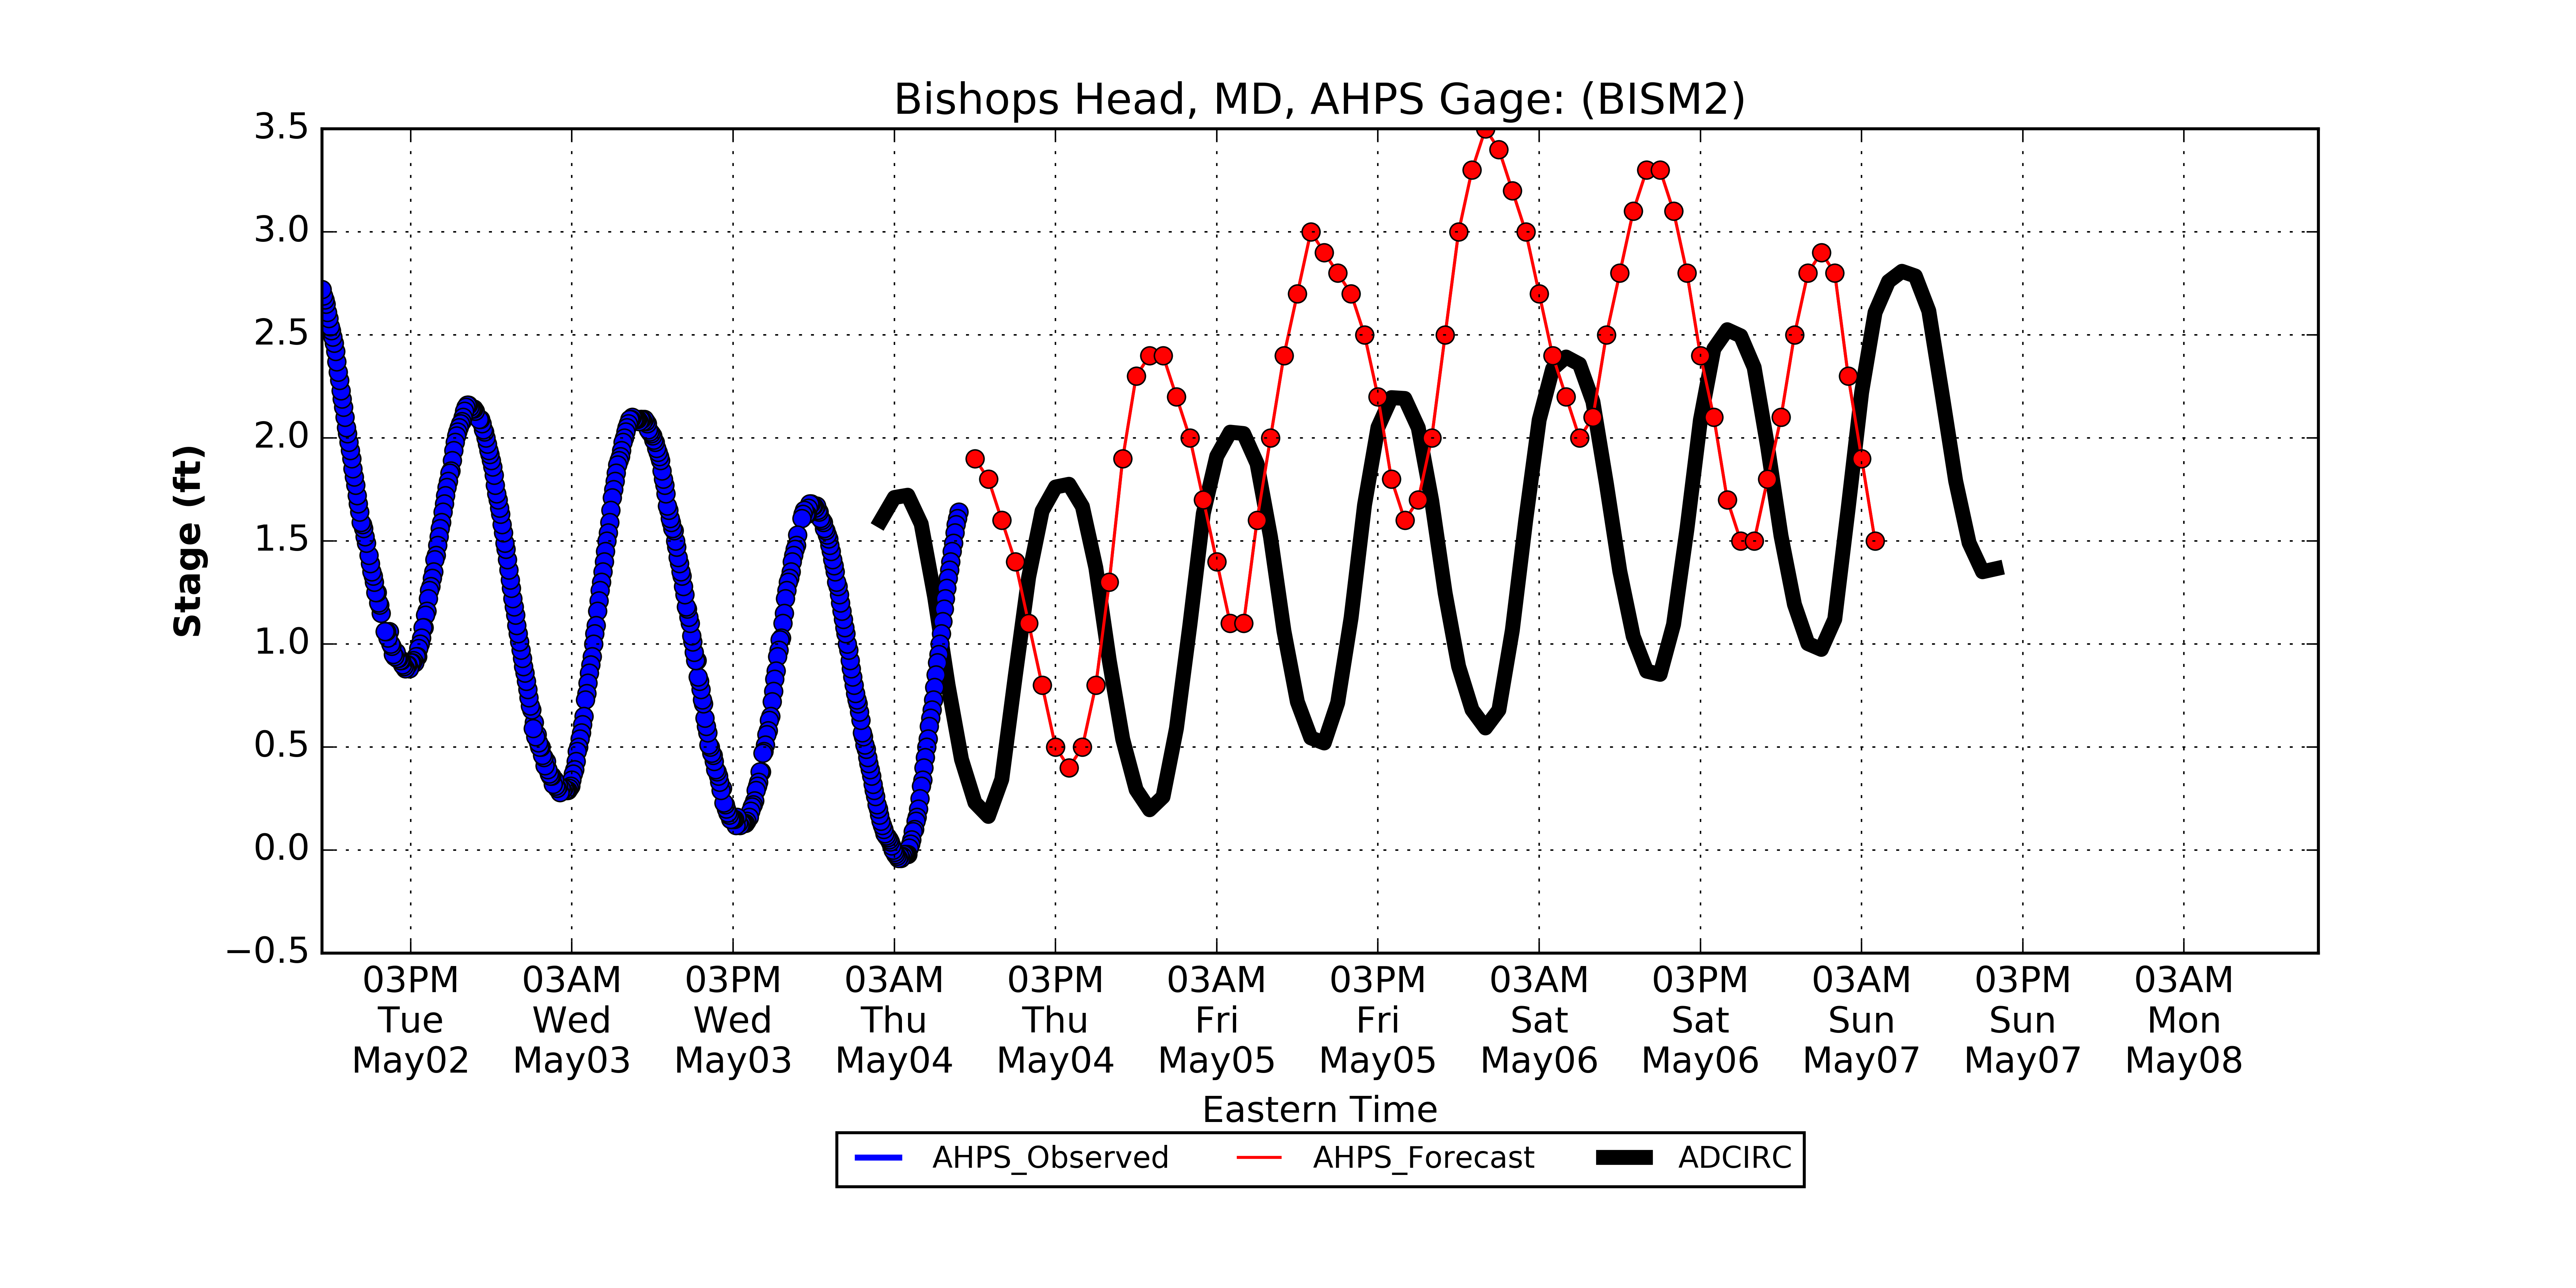 Bishops Head, MD, AHPS Gage: (BISM2)
3.5
3.0
2.5
2.0
1.5
1.0
0.5
0.0
−0.5
Stage (ft)
03PM 03AM 03PM 03AM 03PM 03AM 03PM 03AM 03PM 03AM 03PM 03AM
Tue Wed Wed Thu Thu Fri Fri Sat Sat Sun Sun Mon
May02 May03 May03 May04 May04 May05 May05 May06 May06 May07 May07 May08
Eastern Time
AHPS_Observed AHPS_Forecast ADCIRC